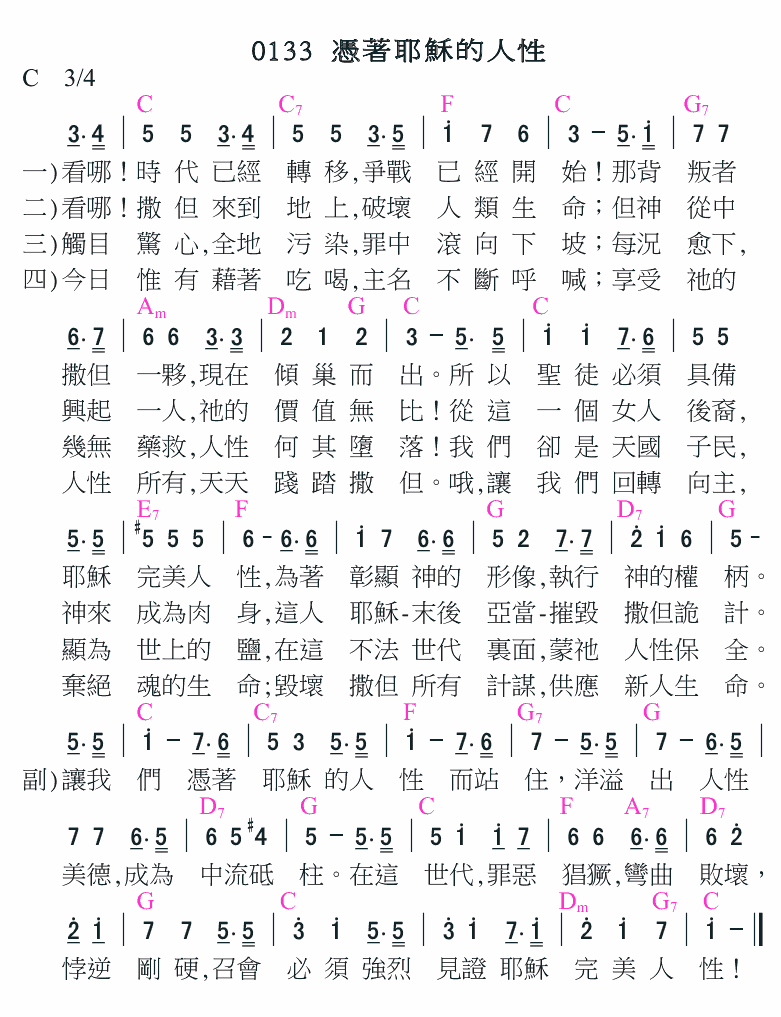 0133 憑著耶穌的人性
C 3/4
C C7 F C G7
3·4 | 5 5 3·4 | 5 5 3·5 | i 7 6 | 3 – 5·i | 7 7
一)看哪!時代已經 轉移,爭戰 已經開 始!那背 叛者
二)看哪!撒但來到 地上,破壞 人類生 命;但神 從中
三)觸目 驚心,全地 污染,罪中 滾向下 坡;每況 愈下,
四)今日 惟有藉著 吃喝,主名 不斷呼 喊;享受 祂的
Am Dm G C C
6·7 | 6 6 3·3 | 2 1 2 | 3 – 5·5 | i i 7·6 | 5 5
撒但 一夥,現在 傾巢而 出。所以 聖徒必須 具備
興起 一人,祂的 價值無 比!從這 一個女人 後裔,
幾無 藥救,人性 何其墮 落!我們 卻是天國 子民,
人性 所有,天天 踐踏撒 但。哦,讓 我們回轉 向主,
E7 F G D7 G
5·5 | #5 5 5 | 6 – 6·6 | i 7 6·6 | 5 2 7·7 | 2̇ i 6 | 5 –
耶穌 完美人 性,為著 彰顯神的 形像,執行 神的權 柄。
神來 成為肉 身,這人 耶穌-末後 亞當-摧毀 撒但詭 計。
顯為 世上的 鹽,在這 不法世代 裏面,蒙祂 人性保 全。
棄絕 魂的生 命;毀壞 撒但所有 計謀,供應 新人生 命。
C C7 F G7 G
5·5 | i – 7·6 | 5 3 5·5 | i – 7·6 | 7 – 5·5 | 7 – 6·5 |
副)讓我 們 憑著 耶穌的人 性 而站 住,洋溢 出 人性
D7 G C F A7 D7
7 7 6·5 | 6 5 #4 | 5 – 5·5 | 5 i i 7 | 6 6 6·6 | 6 2̇
美德,成為 中流砥 柱。在這 世代,罪惡 猖獗,彎曲 敗壞,
G C Dm G7 C
2̇ i | 7 7 5·5 | 3̇ i 5·5 | 3̇ i 7·i | 2̇ i 7 | i – ‖
悖逆 剛硬,召會 必須強烈 見證耶穌 完美人 性!